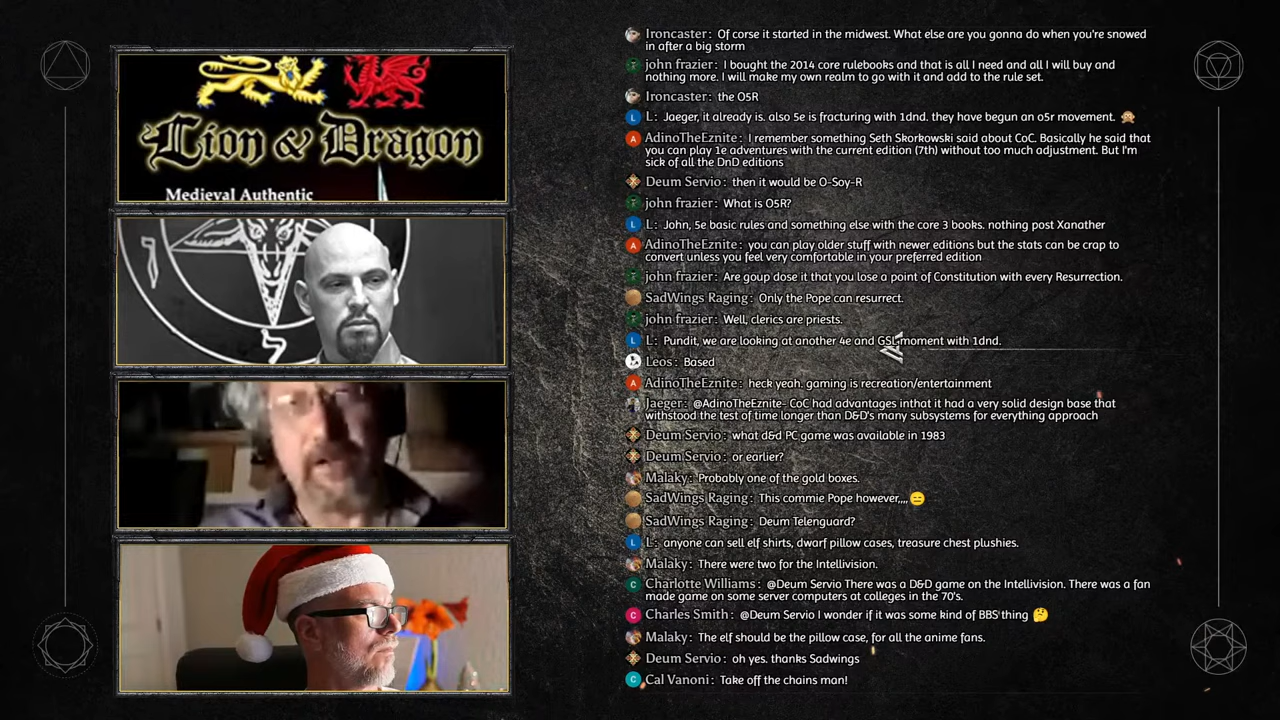 Lion & Dragon
Medieval Authentic
Ironcaster: Of corse it started in the midwest. What else are you gonna do when you're snowed
in after a big storm
john frazier: I bought the 2014 core rulebooks and that is all I need and all I will buy and
nothing more. I will make my own realm to go with it and add to the rule set.
Ironcaster: the O5R
L: Jaeger, it already is. also 5e is fracturing with 1dnd. they have begun an o5r movement. 🙊
AdinoTheEznite: I remember something Seth Skorkowski said about CoC. Basically he said that
you can play 1e adventures with the current edition (7th) without too much adjustment. But I'm
sick of all the DnD editions
Deum Servio: then it would be O-Soy-R
john frazier: What is O5R?
L: John, 5e basic rules and something else with the core 3 books. nothing post Xanather
AdinoTheEznite: you can play older stuff with newer editions but the stats can be crap to
convert unless you feel very comfortable in your preferred edition
john frazier: Are goup dose it that you lose a point of Constitution with every Resurrection.
SadWings Raging: Only the Pope can resurrect.
john frazier: Well, clerics are priests.
L: Pundit, we are looking at another 4e and GSL moment with 1dnd.
Leos: Based
AdinoTheEznite: heck yeah. gaming is recreation/entertainment
Jaeger: @AdinoTheEznite- CoC had advantages inthat it had a very solid design base that
withstood the test of time longer than D&D's many subsystems for everything approach
Deum Servio: what d&d PC game was available in 1983
Deum Servio: or earlier?
Malaky: Probably one of the gold boxes.
SadWings Raging: This commie Pope however,,,, 😑
SadWings Raging: Deum Telenguard?
L: anyone can sell elf shirts, dwarf pillow cases, treasure chest plushies.
Malaky: There were two for the Intellivision.
Charlotte Williams: @Deum Servio There was a D&D game on the Intellivision. There was a fan
made game on some server computers at colleges in the 70's.
Charles Smith: @Deum Servio I wonder if it was some kind of BBS thing 🤔
Malaky: The elf should be the pillow case, for all the anime fans.
Deum Servio: oh yes. thanks Sadwings
Cal Vanoni: Take off the chains man!